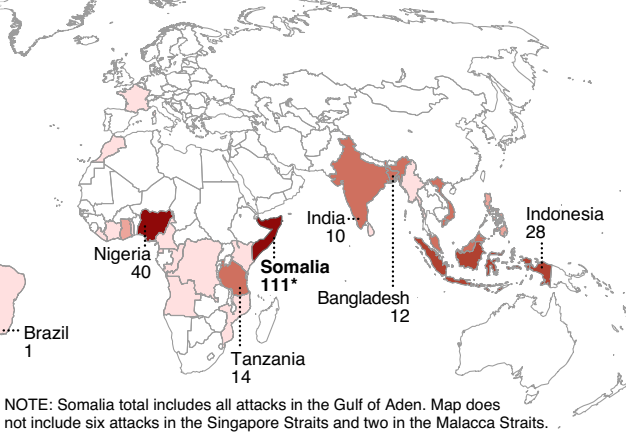 India
10
Indonesia
28
Nigeria
40
Somalia
111*
Bangladesh
12
Brazil
1
Tanzania
14
NOTE: Somalia total includes all attacks in the Gulf of Aden. Map does
not include six attacks in the Singapore Straits and two in the Malacca Straits.